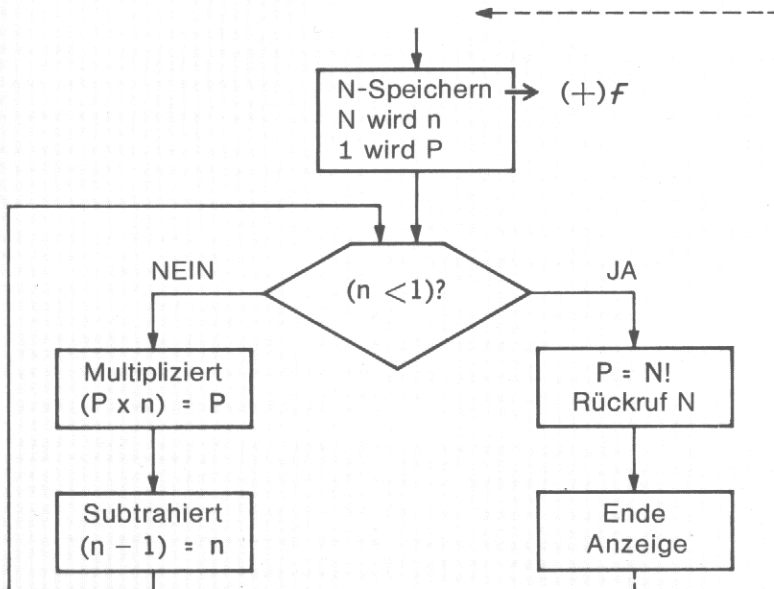 N-Speichern → (+)f
N wird n
1 wird P
(n <1)?
NEIN
JA
Multipliziert
(P x n) = P
Subtrahiert
(n – 1) = n
P = N!
Rückruf N
Ende
Anzeige